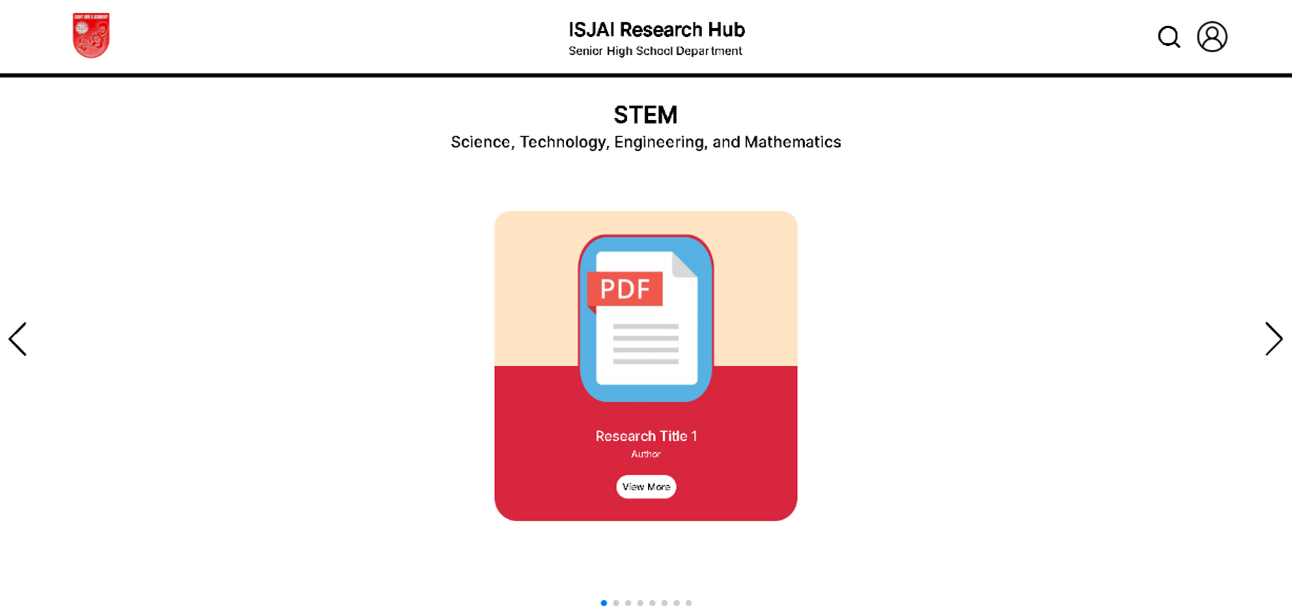 ISJAI Research Hub
Senior High School Department
STEM
Science, Technology, Engineering, and Mathematics
PDF
Research Title 1
Author
View More